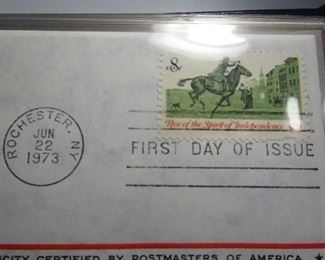 8c
Rise of the Spirit of Independence
ROCHESTER, NY
JUN
22
1973
FIRST DAY OF ISSUE
CERTIFIED BY POSTMASTERS OF AMERICA ★